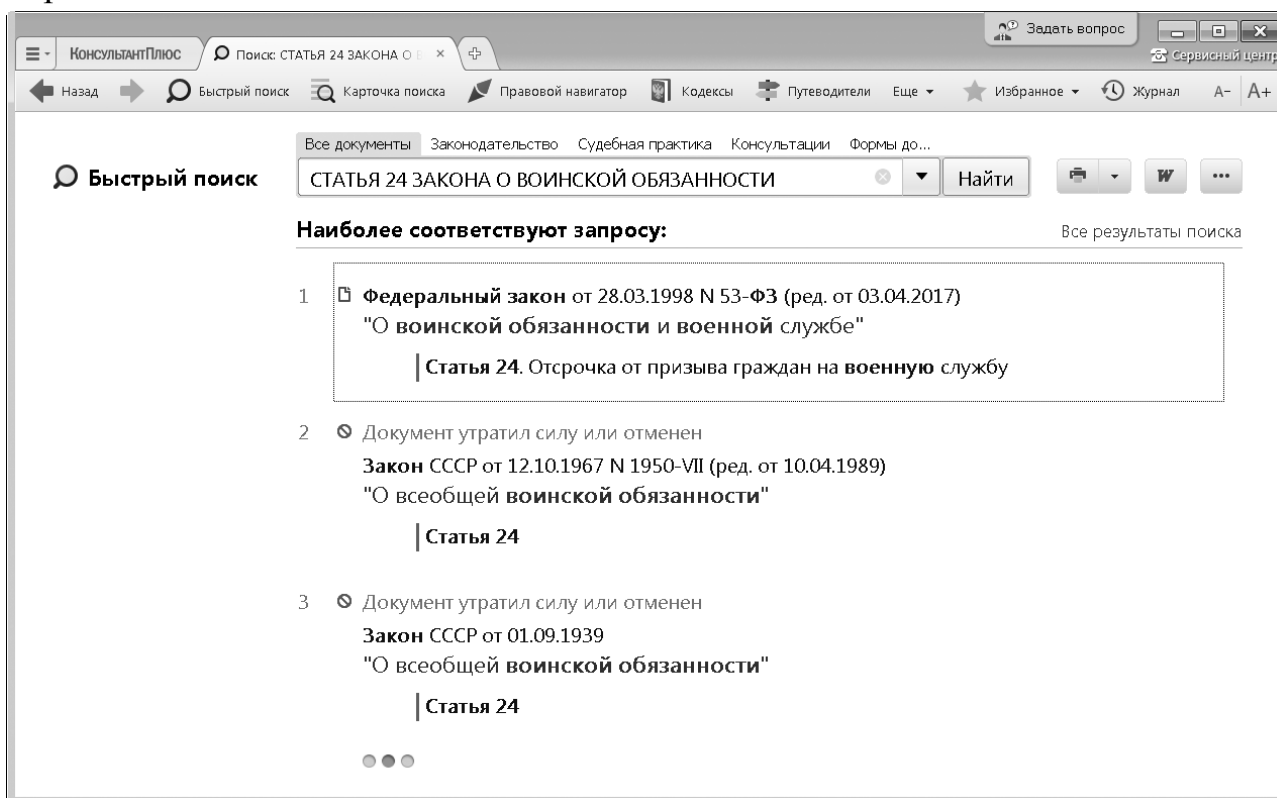 Задать вопрос
КонсультантПлюс Поиск: СТАТЬЯ 24 ЗАКОНА О
Сервисный центр
Назад Быстрый поиск Карточка поиска Правовой навигатор Кодексы Путеводители Еще Избранное Журнал A- A+
Все документы Законодательство Судебная практика Консультации Формы до...
Быстрый поиск СТАТЬЯ 24 ЗАКОНА О ВОИНСКОЙ ОБЯЗАННОСТИ Найти W
Наиболее соответствуют запросу: Все результаты поиска
1 Федеральный закон от 28.03.1998 N 53-ФЗ (ред. от 03.04.2017)
"О воинской обязанности и военной службе"
Статья 24. Отсрочка от призыва граждан на военную службу
2 Документ утратил силу или отменен
Закон СССР от 12.10.1967 N 1950-VII (ред. от 10.04.1989)
"О всеобщей воинской обязанности"
Статья 24
3 Документ утратил силу или отменен
Закон СССР от 01.09.1939
"О всеобщей воинской обязанности"
Статья 24